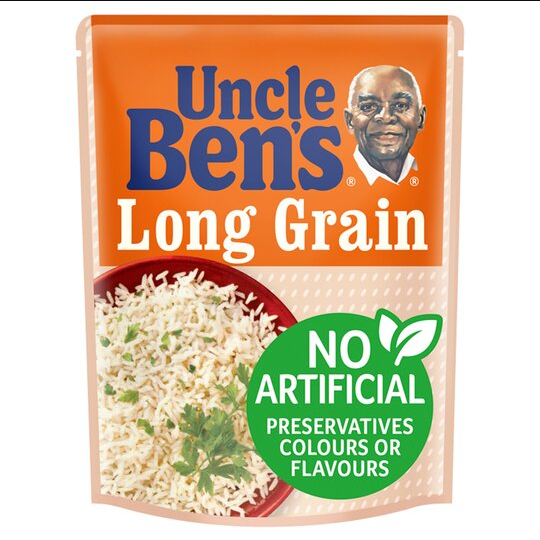 Uncle
Ben's®
®
Long Grain
NO
ARTIFICIAL
PRESERVATIVES
COLOURS OR
FLAVOURS